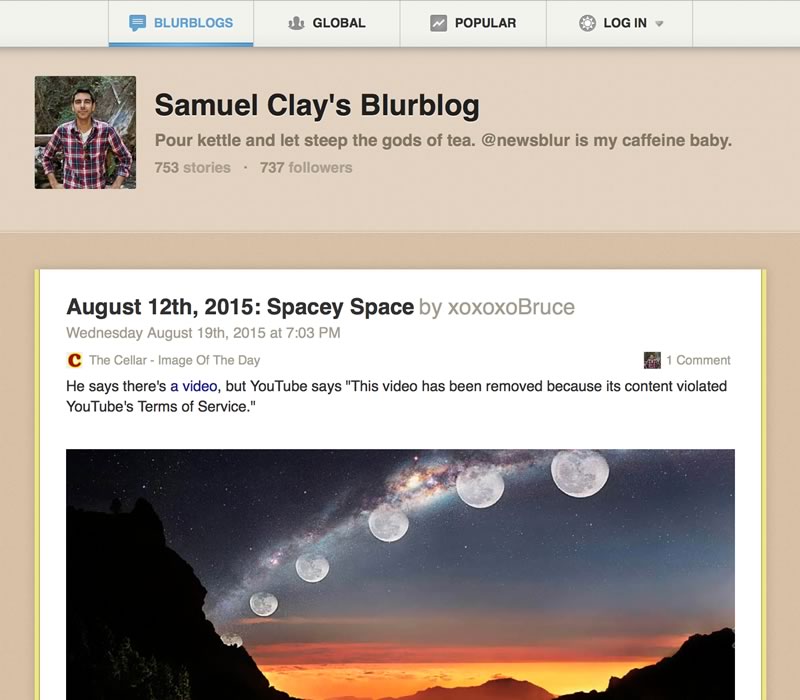 BLURBLOGS
GLOBAL
POPULAR
LOG IN
Samuel Clay's Blurblog
Pour kettle and let steep the gods of tea. @newsblur is my caffeine baby.
753 stories · 737 followers
August 12th, 2015: Spacey Space by xoxoxoBruce
Wednesday August 19th, 2015 at 7:03 PM
C The Cellar - Image Of The Day
1 Comment
He says there's a video, but YouTube says "This video has been removed because its content violated
YouTube's Terms of Service."